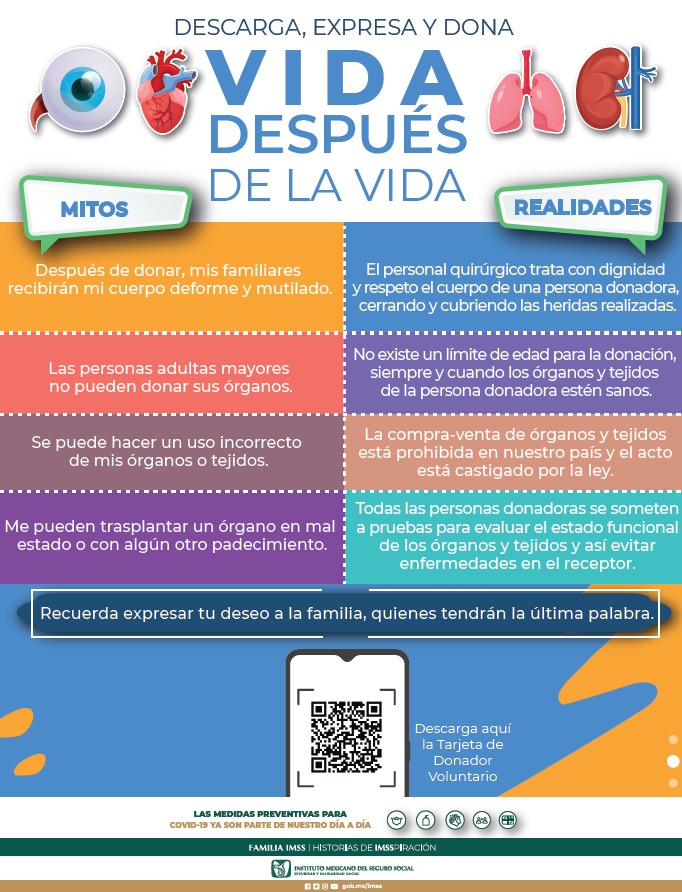 DESCARGA, EXPRESA Y DONA
VIDA
DESPUÉS
DE LA VIDA
MITOS
REALIDADES
Después de donar, mis familiares
recibirán mi cuerpo deforme y mutilado.
El personal quirúrgico trata con dignidad
y respeto el cuerpo de una persona donadora,
cerrando y cubriendo las heridas realizadas.
Las personas adultas mayores
no pueden donar sus órganos.
No existe un límite de edad para la donación,
siempre y cuando los órganos y tejidos
de la persona donadora estén sanos.
Se puede hacer un uso incorrecto
de mis órganos o tejidos.
La compra-venta de órganos y tejidos
está prohibida en nuestro país y el acto
está castigado por la ley.
Me pueden trasplantar un órgano en mal
estado o con algún otro padecimiento.
Todas las personas donadoras se someten
a pruebas para evaluar el estado funcional
de los órganos y tejidos y así evitar
enfermedades en el receptor.
Recuerda expresar tu deseo a la familia, quienes tendrán la última palabra.
Descarga aquí
la Tarjeta de
Donador
Voluntario
LAS MEDIDAS PREVENTIVAS PARA
COVID-19 YA SON PARTE DE NUESTRO DÍA A DÍA
FAMILIA IMSS | HISTORIAS DE IMSSPIRACIÓN
INSTITUTO MEXICANO DEL SEGURO SOCIAL
SEGURIDAD Y SOLIDARIDAD SOCIAL
gob.mx/imss